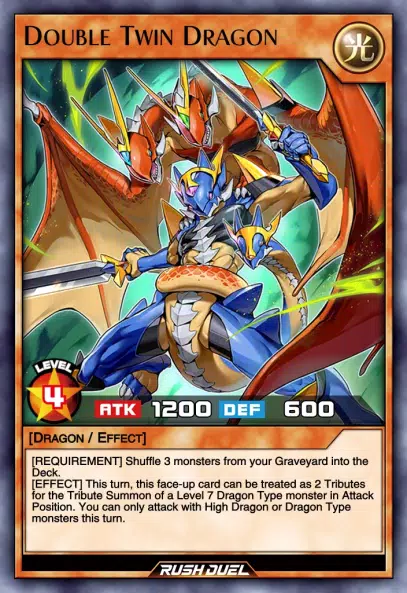 Double Twin Dragon
光
LEVEL
4
ATK 1200 DEF 600
[Dragon / Effect]
[REQUIREMENT] Shuffle 3 monsters from your Graveyard into the
Deck.
[EFFECT] This turn, this face-up card can be treated as 2 Tributes
for the Tribute Summon of a Level 7 Dragon Type monster in Attack
Position. You can only attack with High Dragon or Dragon Type
monsters this turn.
RUSH DUEL